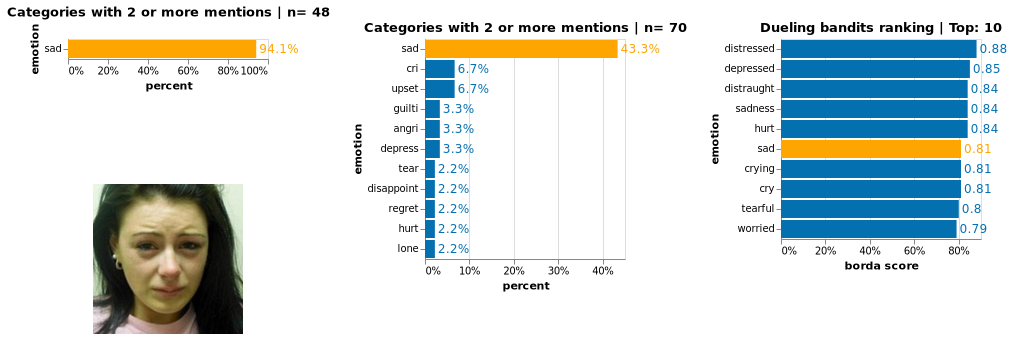 Categories with 2 or more mentions | n= 48
emotion
sad
94.1%
0% 20% 40% 60% 80% 100%
percent
Categories with 2 or more mentions | n= 70
emotion
sad 43.3%
cri 6.7%
upset 6.7%
guilti 3.3%
angri 3.3%
depress 3.3%
tear 2.2%
disappoint 2.2%
regret 2.2%
hurt 2.2%
lone 2.2%
0% 10% 20% 30% 40%
percent
Dueling bandits ranking | Top: 10
emotion
distressed 0.88
depressed 0.85
distraught 0.84
sadness 0.84
hurt 0.84
sad 0.81
crying 0.81
cry 0.81
tearful 0.8
worried 0.79
0% 20% 40% 60% 80%
borda score